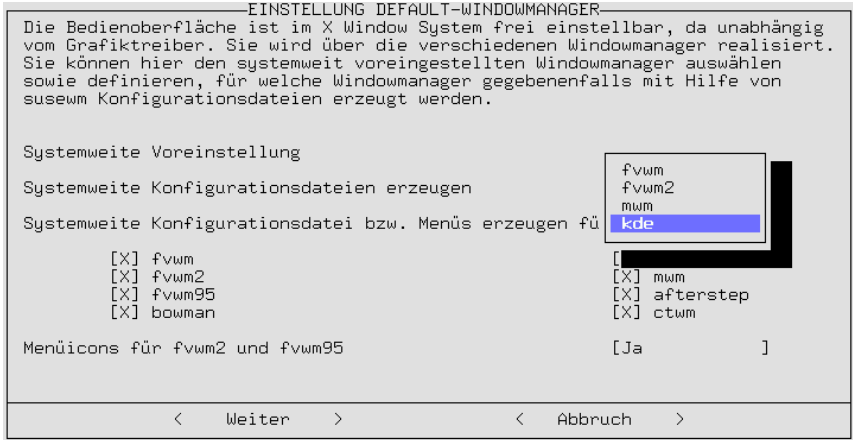 EINSTELLUNG DEFAULT-WINDOWMANAGER
Die Bedienoberfläche ist im X Window System frei einstellbar, da unabhängig
vom Grafiktreiber. Sie wird über die verschiedenen Windowmanager realisiert.
Sie können hier den systemweit voreingestellten Windowmanager auswählen
sowie definieren, für welche Windowmanager gegebenenfalls mit Hilfe von
susewm Konfigurationsdateien erzeugt werden.
Systemweite Voreinstellung
fvwm
fvwm2
mwm
kde
Systemweite Konfigurationsdateien erzeugen
Systemweite Konfigurationsdatei bzw. Menüs erzeugen fü
[X] fvwm [
[X] fvwm2 [X] mwm
[X] fvwm95 [X] afterstep
[X] bowman [X] ctwm
Menüicons für fvwm2 und fvwm95 [Ja ]
< Weiter > < Abbruch >